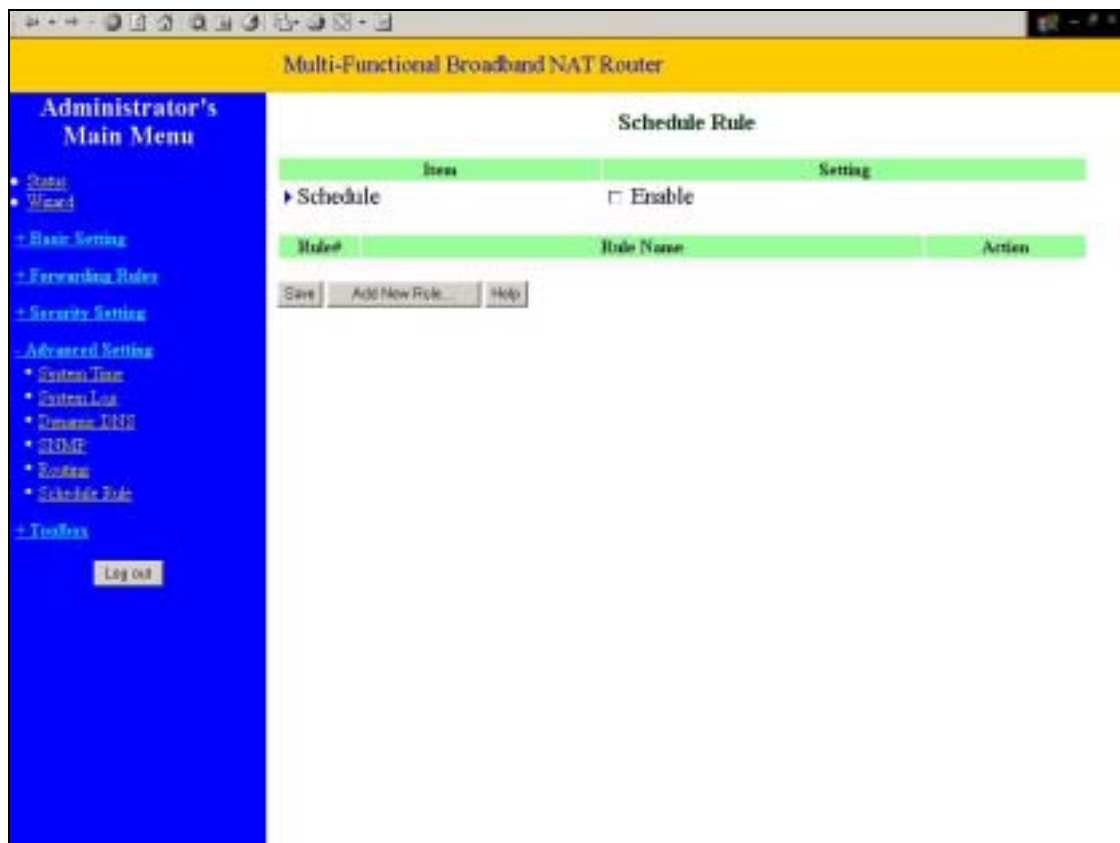 Multi-Functional Broadband NAT Router
Administrator's
Main Menu
Status
Wizard
+ Basic Setting
+ Forwarding Rules
+ Security Setting
- Advanced Setting
System Time
System Log
Dynamic DNS
SNMP
Routing
Schedule Rule
+ Toolbox
Log out
Schedule Rule
Item Setting
Schedule Enable
Rule# Rule Name Action
Save Add New Rule... Help